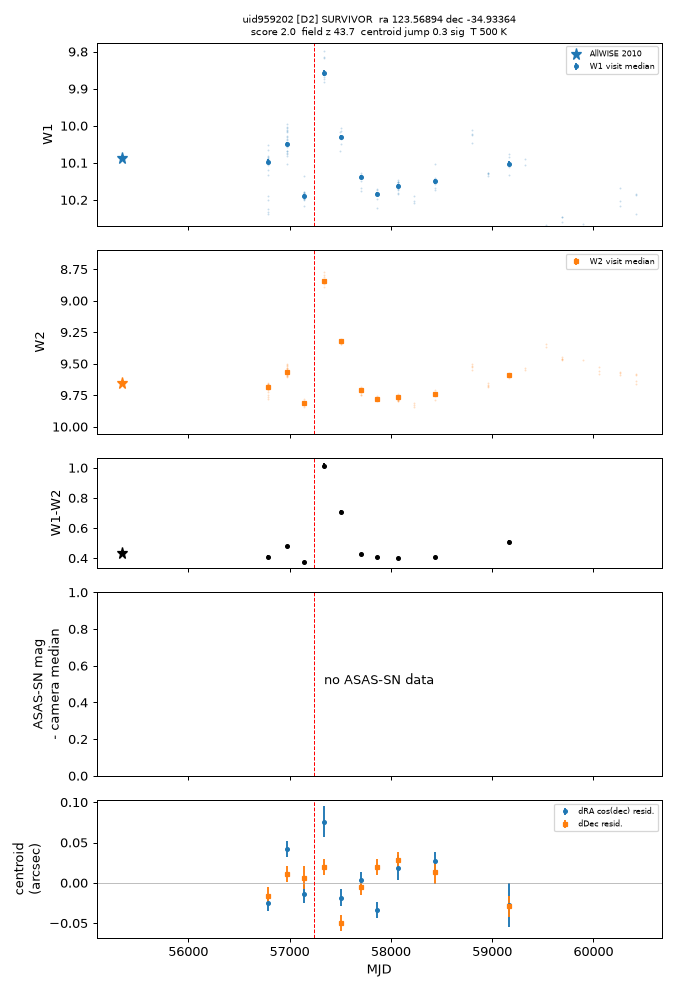 uid959202 [D2] SURVIVOR ra 123.56894 dec -34.93364
score 2.0 field z 43.7 centroid jump 0.3 sig T 500 K
9.8
9.9
10.0
10.1
10.2
W1
AllWISE 2010
W1 visit median
8.75
9.00
9.25
9.50
9.75
10.00
W2
W2 visit median
1.0
0.8
0.6
0.4
W1-W2
1.0
0.8
0.6
0.4
0.2
0.0
ASAS-SN mag
- camera median
no ASAS-SN data
0.10
0.05
0.00
−0.05
centroid
(arcsec)
dRA cos(dec) resid.
dDec resid.
56000
57000
58000
59000
60000
MJD